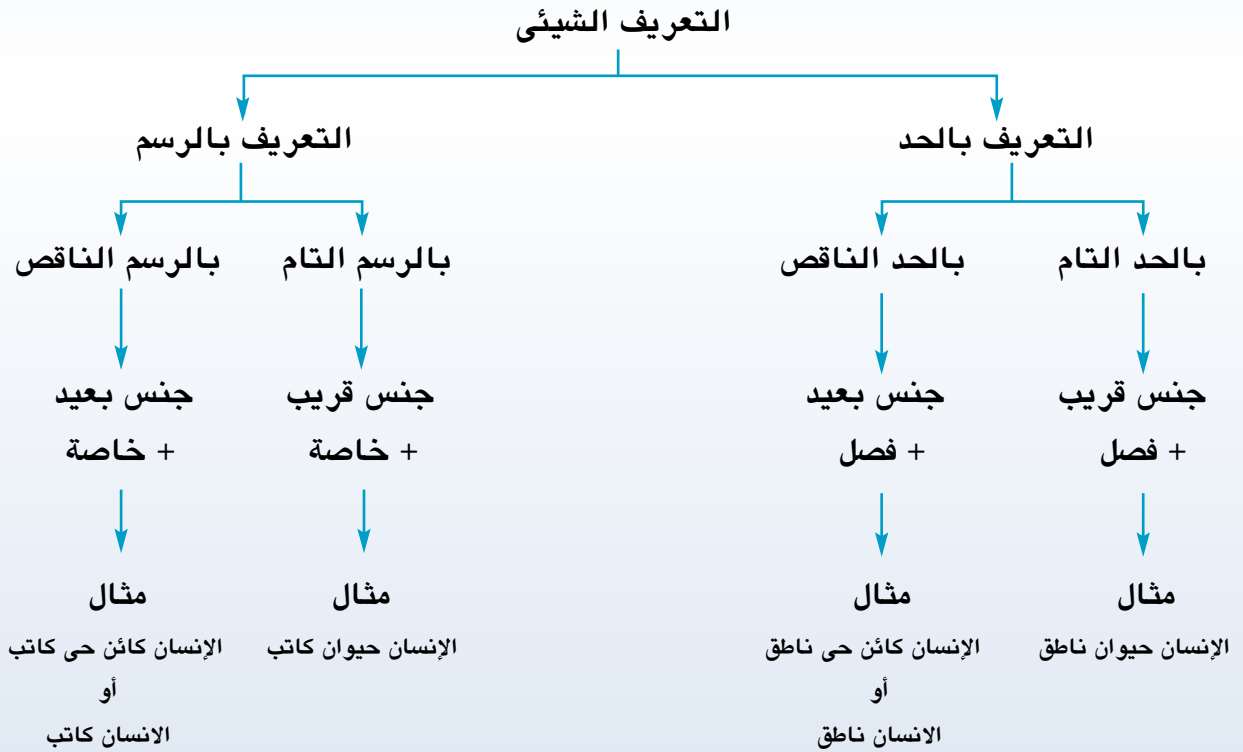 التعريف الشيئى
التعريف بالحد
التعريف بالرسم
بالحد التام
بالحد الناقص
بالرسم التام
بالرسم الناقص
جنس قريب
+ فصل
جنس بعيد
+ فصل
جنس قريب
+ خاصة
جنس بعيد
+ خاصة
مثال
الإنسان حيوان ناطق
مثال
الإنسان كائن حى ناطق
أو
الانسان ناطق
مثال
الإنسان حيوان كاتب
مثال
الإنسان كائن حى كاتب
أو
الانسان كاتب